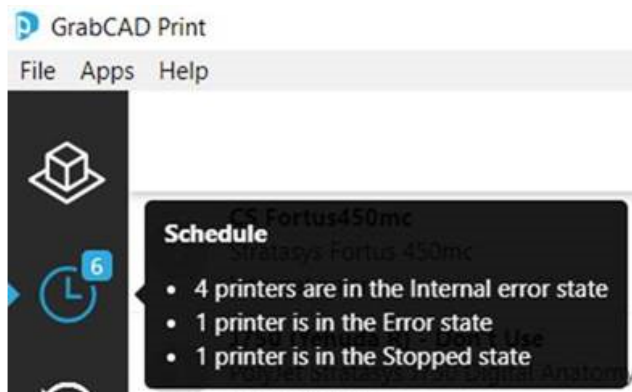 GrabCAD Print
File Apps Help
CS Fortus450mc
Schedule
Stratasys Fortus 450mc
6
• 4 printers are in the Internal error state
• 1 printer is in the Error state
• 1 printer is in the Stopped state